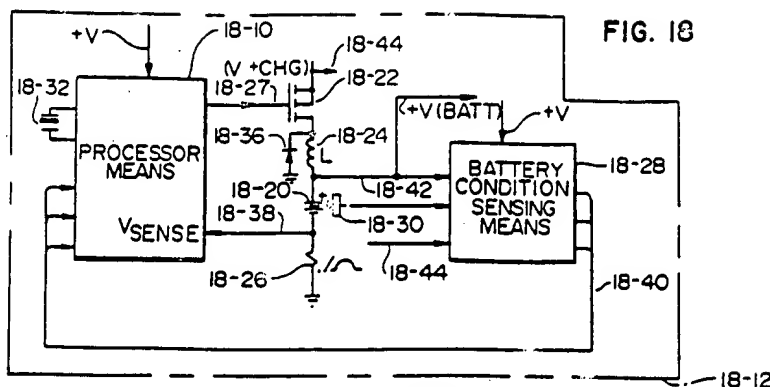 FIG. 18
+V
18-10
18-44
(V+CHG)
18-32
18-27
18-22
PROCESSOR
MEANS
18-36
18-24
L
(+V(BATT)
+V
18-28
BATTERY
CONDITION
SENSING
MEANS
18-20
+
18-42
18-38
18-30
VSENSE
18-26
18-44
18-40
18-12